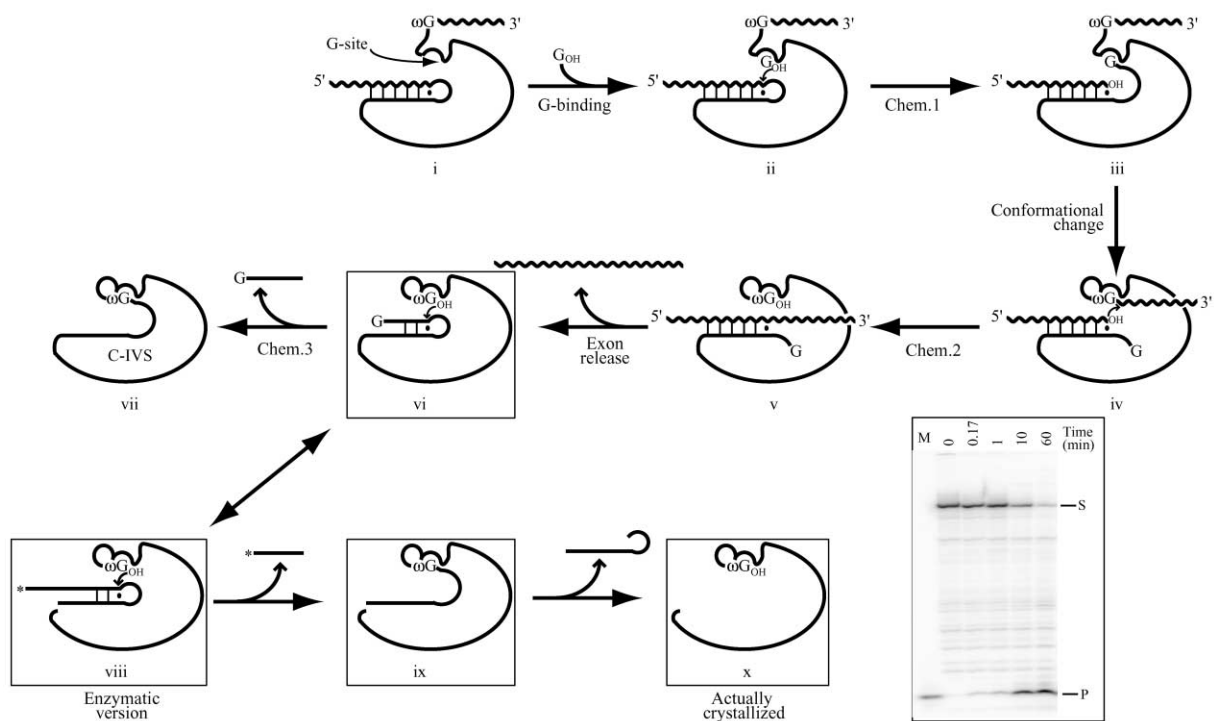 ωG 3'
G-site
5'
i
G_OH
G-binding
ωG 3'
G_OH
5'
ii
Chem.1
ωG 3'
G
5' OH
iii
Conformational
change
ωG 3'
5' OH
G
iv
Chem.2
ωG_OH
5' 3'
G
v
Exon
release
ωG_OH
G
vi
G
Chem.3
ωG
C-IVS
vii
ωG_OH
*
viii
Enzymatic
version
*
ωG
ix
ωG_OH
x
Actually
crystallized
M 0 0.17 1 10 60 Time
(min)
S
P